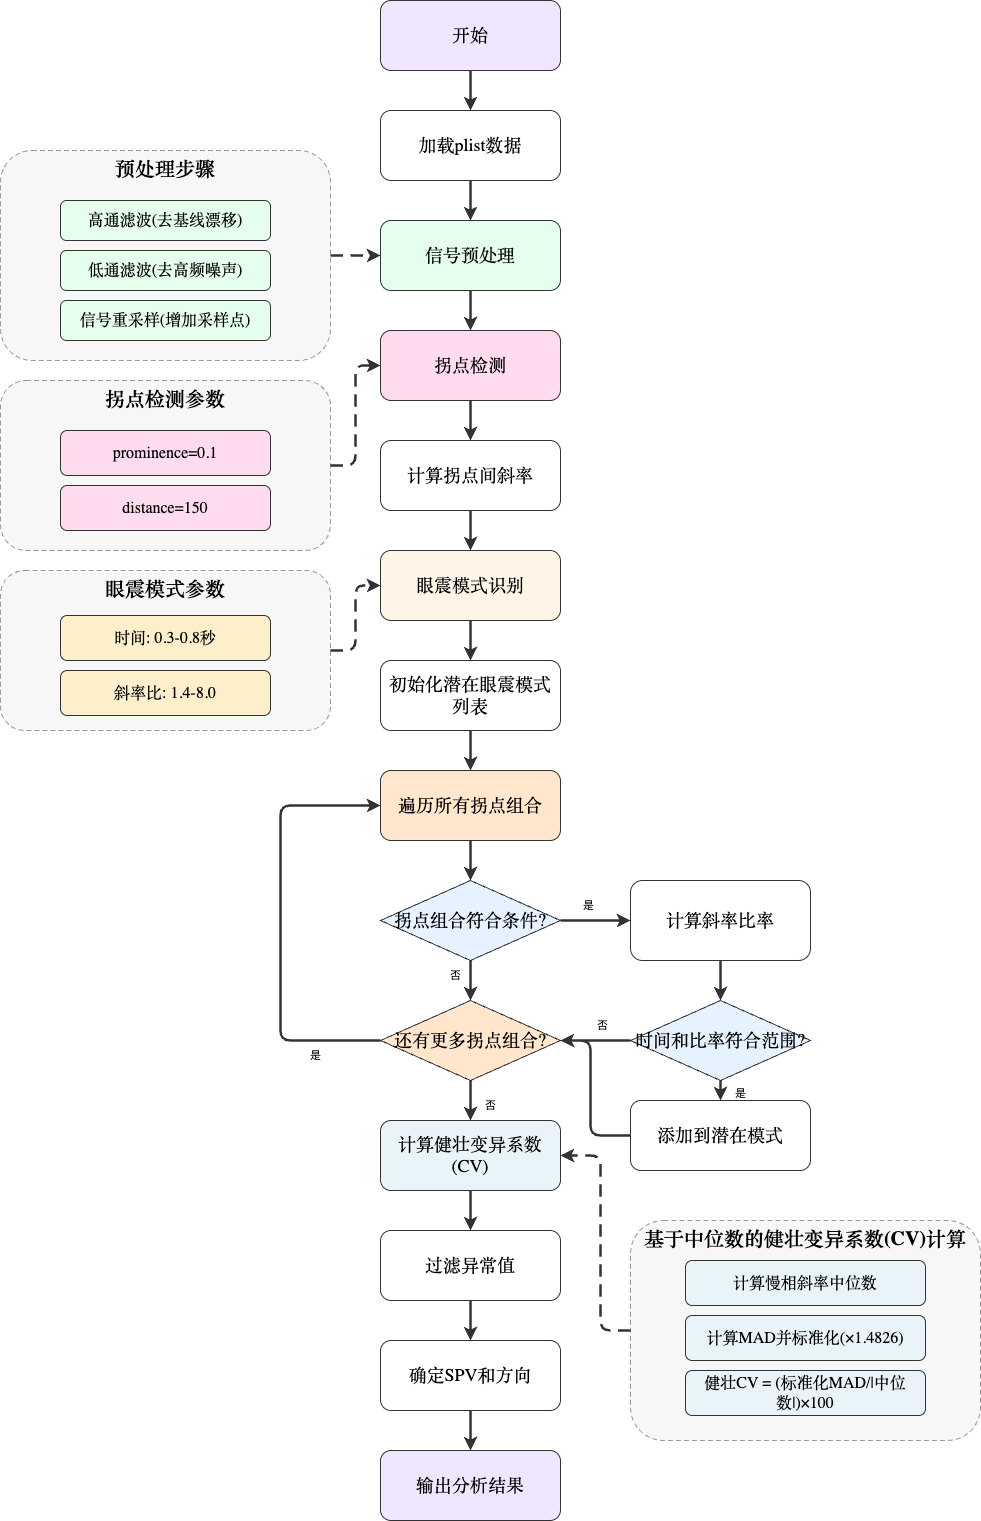 开始
加载plist数据
预处理步骤
高通滤波(去基线漂移)
低通滤波(去高频噪声)
信号重采样(增加采样点)
信号预处理
拐点检测
拐点检测参数
prominence=0.1
distance=150
计算拐点间斜率
眼震模式识别
眼震模式参数
时间: 0.3-0.8秒
斜率比: 1.4-8.0
初始化潜在眼震模式
列表
遍历所有拐点组合
拐点组合符合条件?
是
计算斜率比率
否
还有更多拐点组合?
否
时间和比率符合范围?
是
是
添加到潜在模式
否
计算健壮变异系数
(CV)
过滤异常值
基于中位数的健壮变异系数(CV)计算
计算慢相斜率中位数
计算MAD并标准化(×1.4826)
健壮CV = (标准化MAD/|中位
数|)×100
确定SPV和方向
输出分析结果